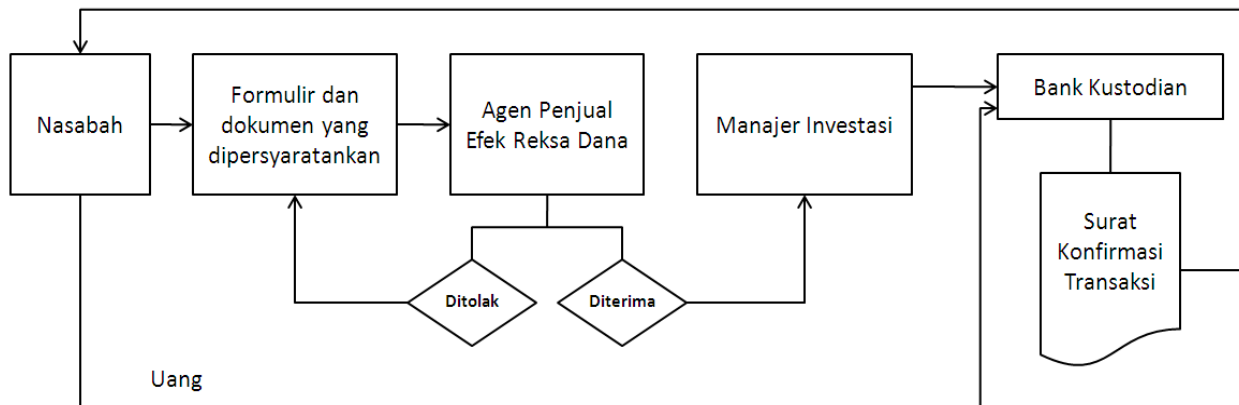 Nasabah
Formulir dan
dokumen yang
dipersyaratankan
Agen Penjual
Efek Reksa Dana
Manajer Investasi
Bank Kustodian
Surat
Konfirmasi
Transaksi
Ditolak
Diterima
Uang